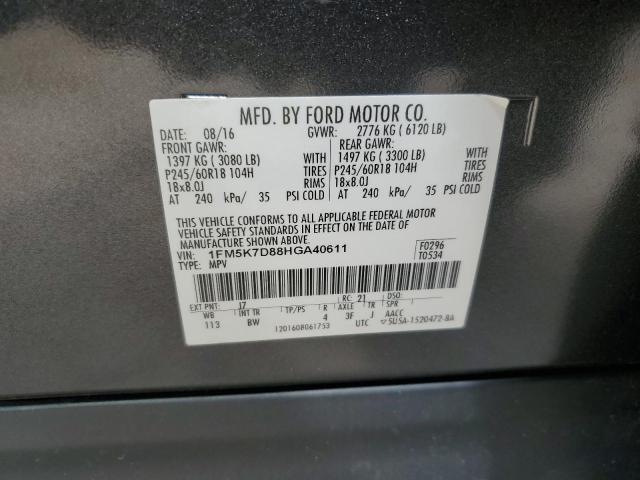 MFD. BY FORD MOTOR CO.
DATE: 08/16 GVWR: 2776 KG ( 6120 LB)
FRONT GAWR: REAR GAWR:
1397 KG ( 3080 LB) WITH 1497 KG ( 3300 LB) WITH
P245/60R18 104H TIRES P245/60R18 104H TIRES
18x8.0J RIMS 18x8.0J RIMS
AT 240 kPa/ 35 PSI COLD AT 240 kPa/ 35 PSI COLD
THIS VEHICLE CONFORMS TO ALL APPLICABLE FEDERAL MOTOR
VEHICLE SAFETY STANDARDS IN EFFECT ON THE DATE OF
MANUFACTURE SHOWN ABOVE.
VIN: 1FM5K7D88HGA40611 F0296
TYPE: MPV T0534
RC: 21 DSO:
EXT PNT: J7
WB INT TR TP/PS R AXLE TR SPR
113 BW 4 3F J AACC
1201608061753 UTC 5USA-1520472-BA